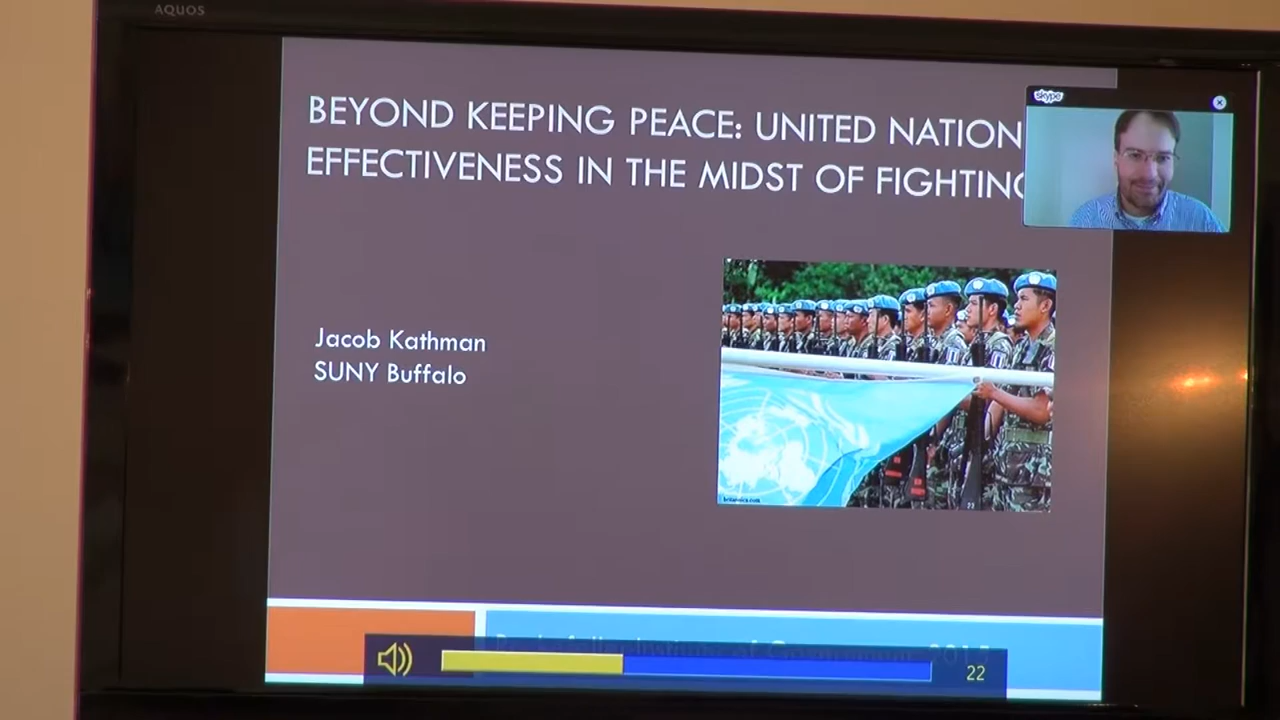 AQUOS
BEYOND KEEPING PEACE: UNITED NATION
EFFECTIVENESS IN THE MIDST OF FIGHTING
skype
Jacob Kathman
SUNY Buffalo
22